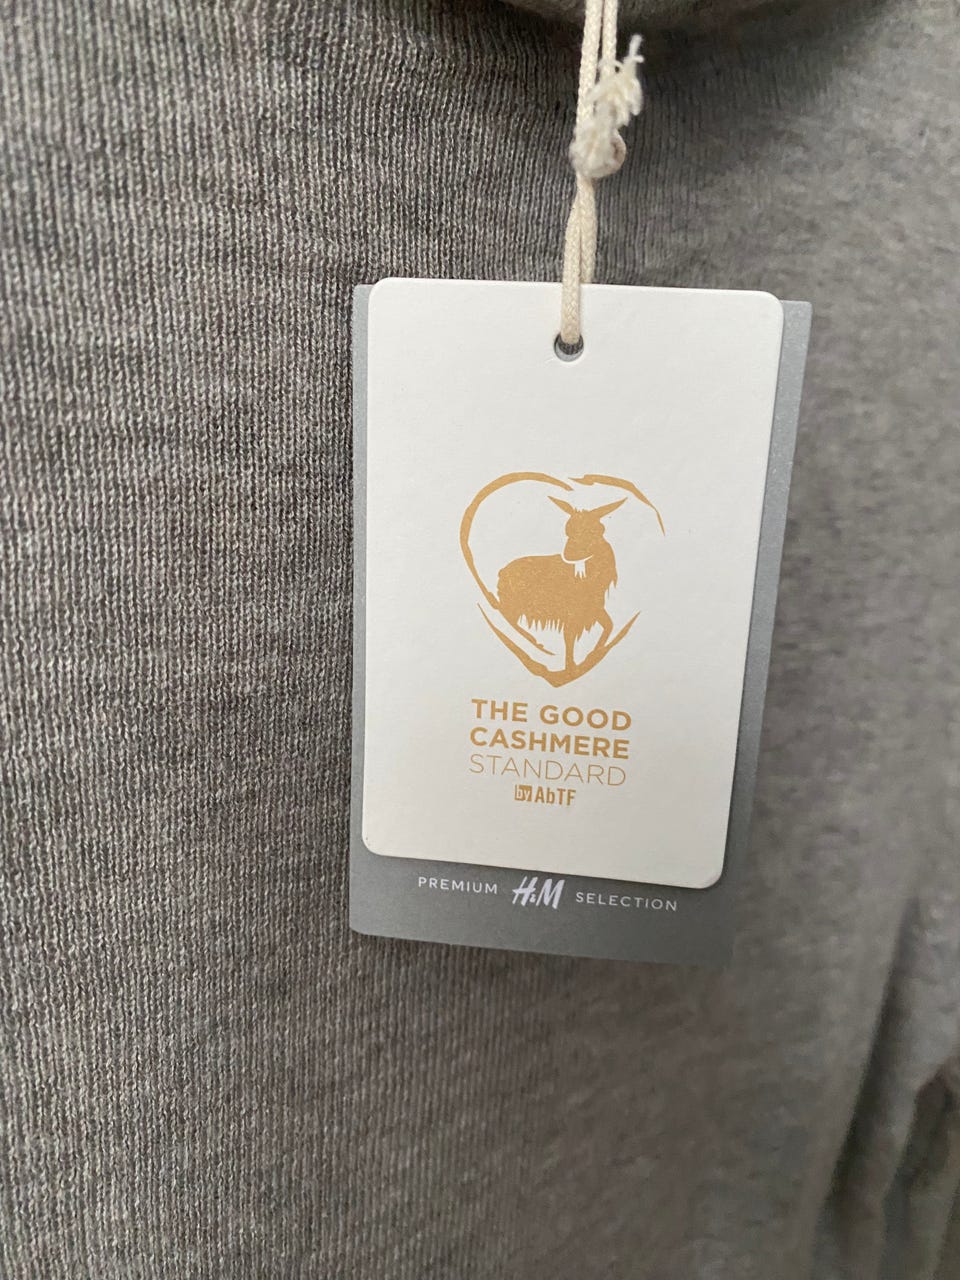 THE GOOD
CASHMERE
STANDARD
by AbTF
PREMIUM H&M SELECTION